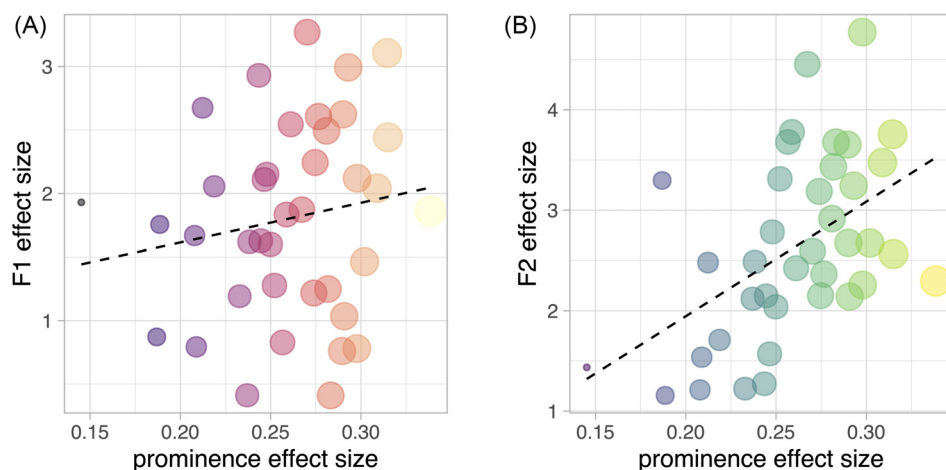 (A)
F1 effect size
3
2
1
0.15 0.20 0.25 0.30
prominence effect size
(B)
F2 effect size
4
3
2
1
0.15 0.20 0.25 0.30
prominence effect size